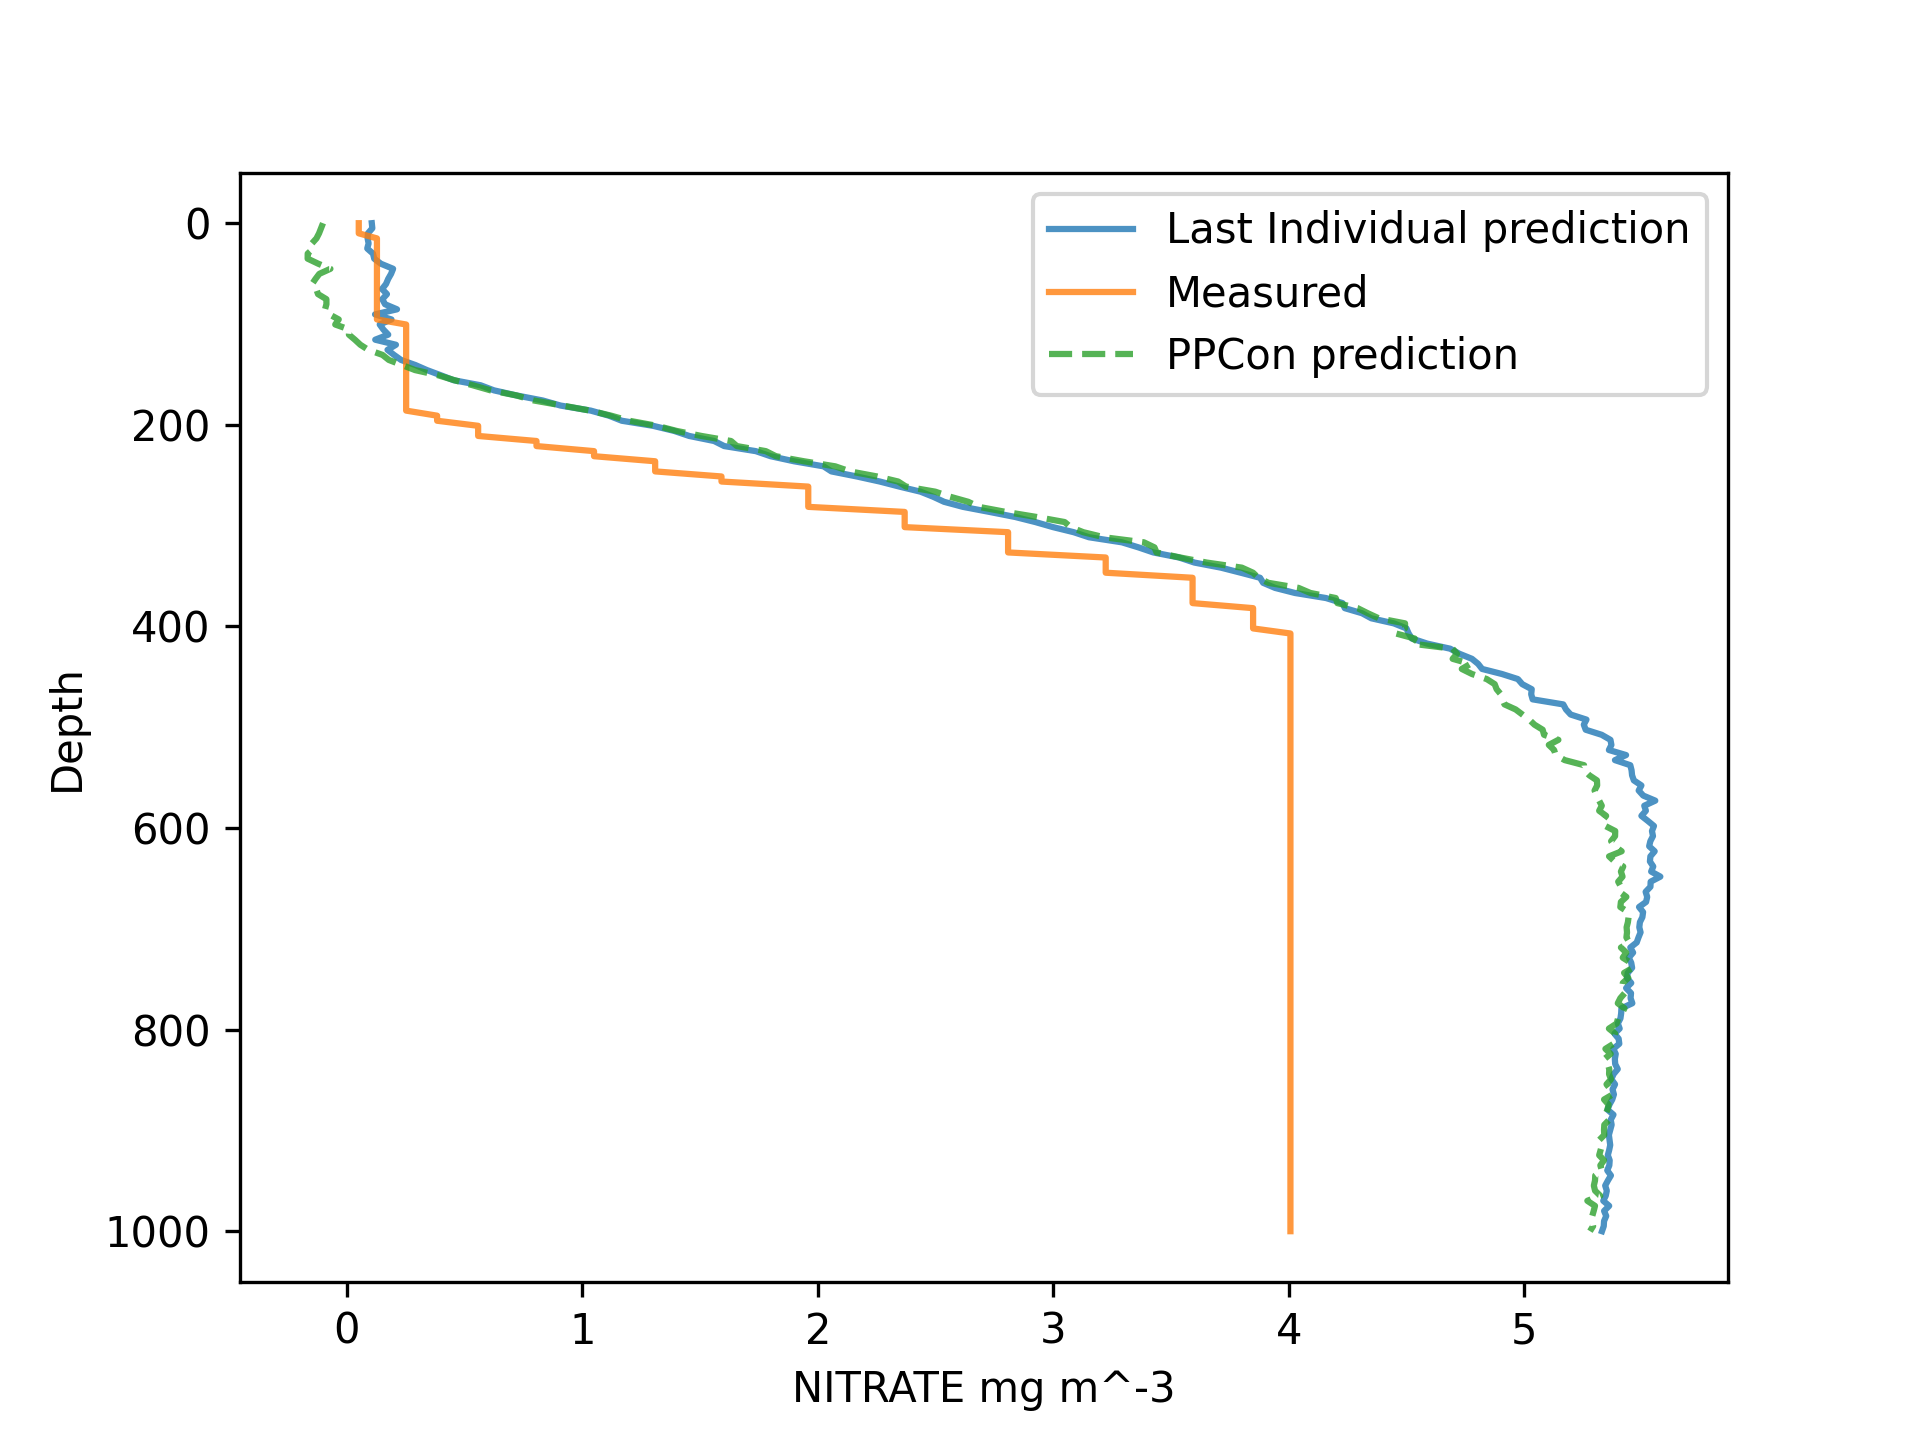 Last Individual prediction
Measured
PPCon prediction
0
200
400
600
800
1000
Depth
0 1 2 3 4 5
NITRATE mg m^-3